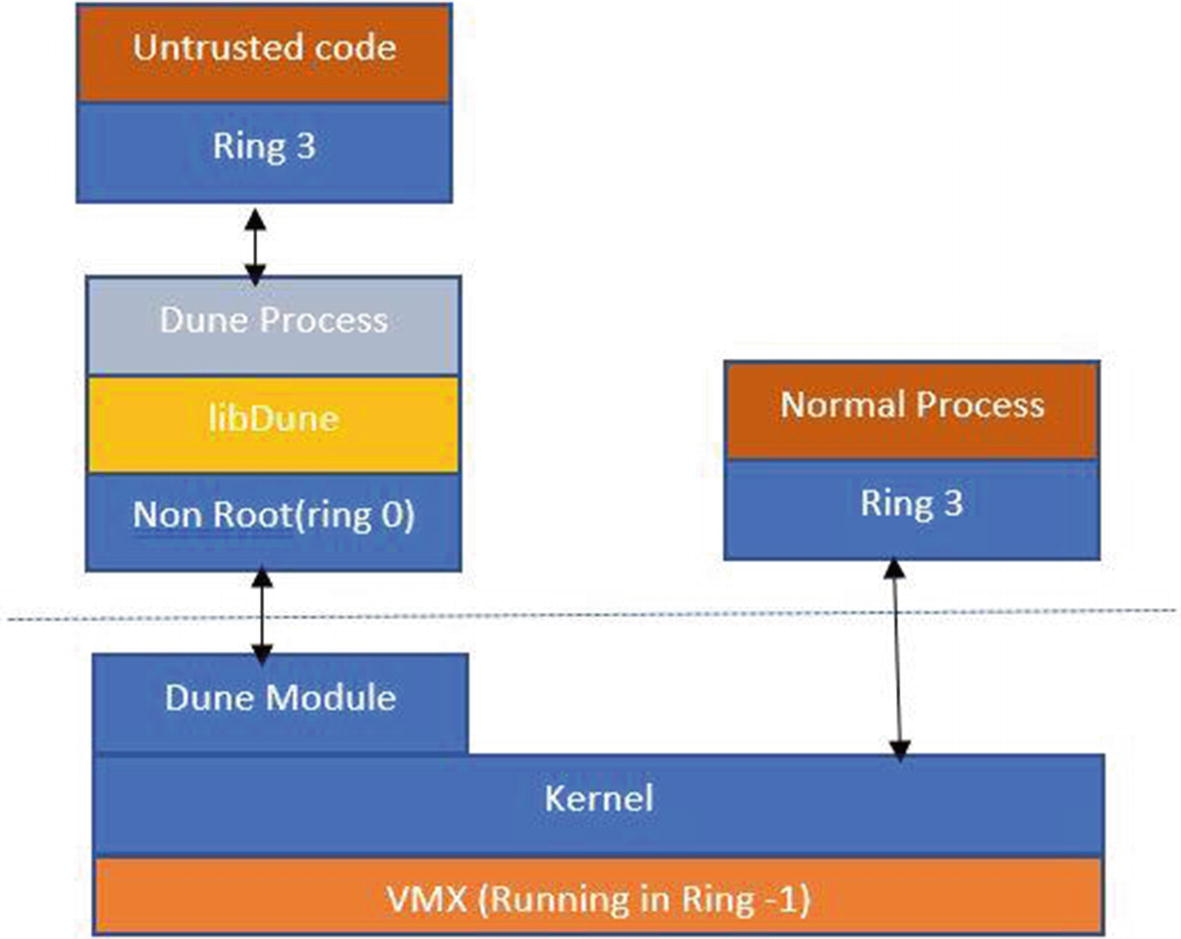 Untrusted code
Ring 3
Dune Process
libDune
Non Root(ring 0)
Normal Process
Ring 3
Dune Module
Kernel
VMX (Running in Ring -1)